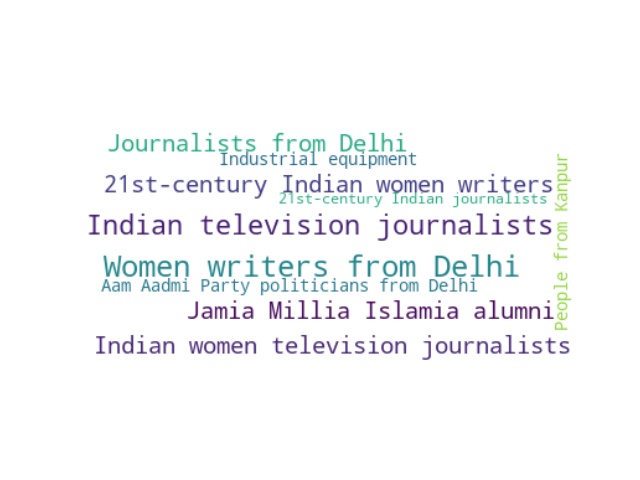 Journalists from Delhi
Industrial equipment
21st-century Indian women writers
21st-century Indian journalists
Indian television journalists
Women writers from Delhi
Aam Aadmi Party politicians from Delhi
Jamia Millia Islamia alumni
Indian women television journalists
People from Kanpur